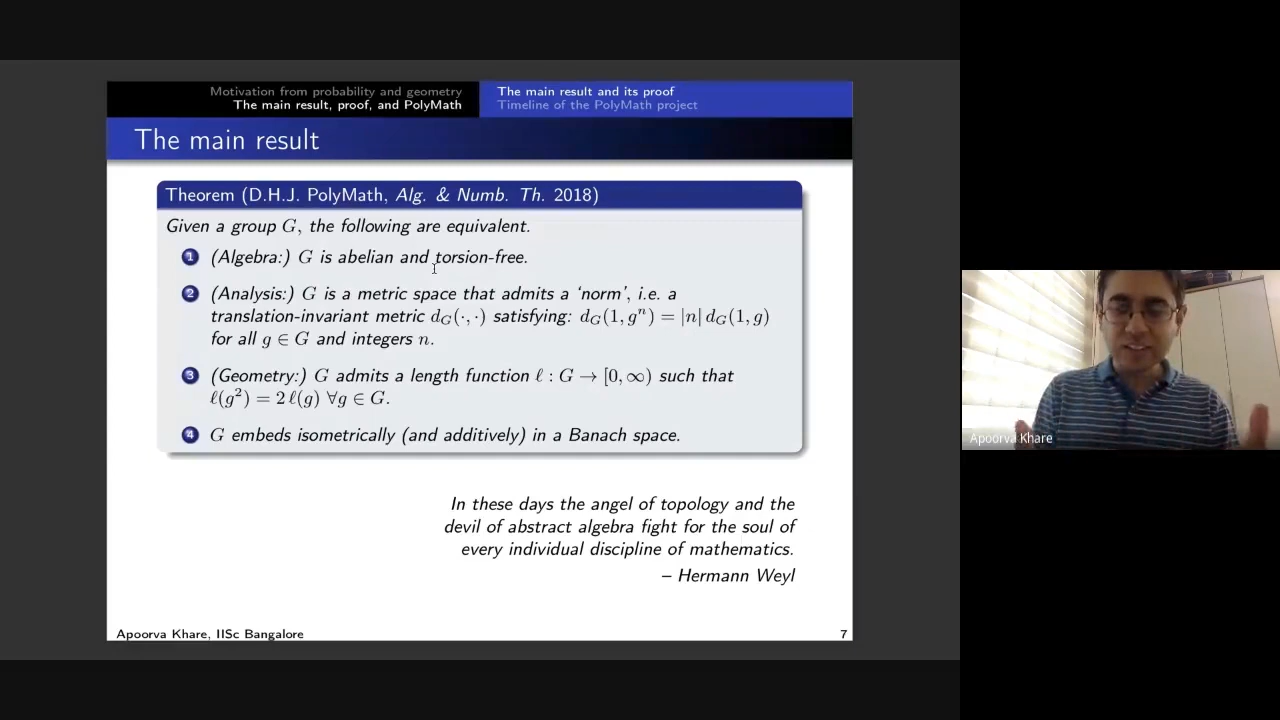 Motivation from probability and geometry
The main result, proof, and PolyMath
The main result and its proof
Timeline of the PolyMath project
The main result
Theorem (D.H.J. PolyMath, Alg. & Numb. Th. 2018)
Given a group G, the following are equivalent.
1 (Algebra:) G is abelian and torsion-free.
2 (Analysis:) G is a metric space that admits a ‘norm’, i.e. a
translation-invariant metric d_G(·, ·) satisfying: d_G(1, g^n) = |n| d_G(1, g)
for all g ∈ G and integers n.
3 (Geometry:) G admits a length function ℓ : G → [0, ∞) such that
ℓ(g²) = 2 ℓ(g) ∀g ∈ G.
4 G embeds isometrically (and additively) in a Banach space.
In these days the angel of topology and the
devil of abstract algebra fight for the soul of
every individual discipline of mathematics.
– Hermann Weyl
Apoorva Khare, IISc Bangalore
7
Apoorva Khare